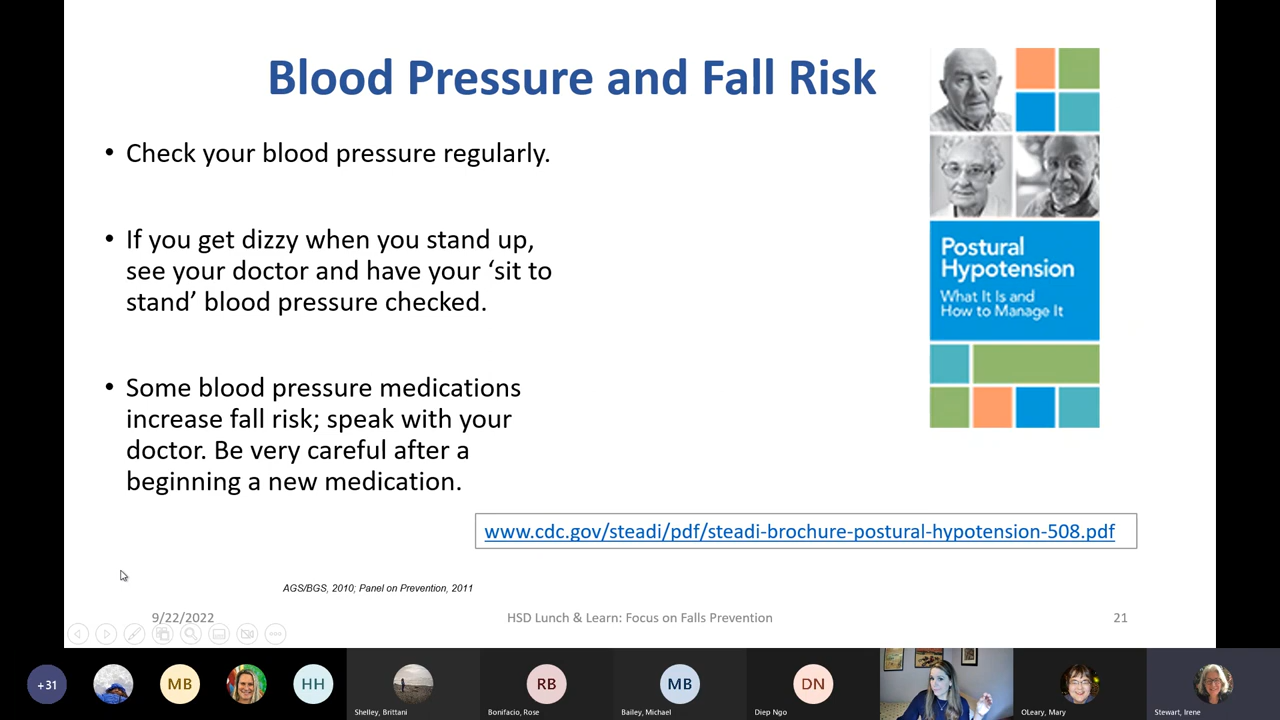 Blood Pressure and Fall Risk
• Check your blood pressure regularly.
• If you get dizzy when you stand up,
see your doctor and have your ‘sit to
stand’ blood pressure checked.
• Some blood pressure medications
increase fall risk; speak with your
doctor. Be very careful after a
beginning a new medication.
Postural
Hypotension
What It Is and
How to Manage It
www.cdc.gov/steadi/pdf/steadi-brochure-postural-hypotension-508.pdf
AGS/BGS, 2010; Panel on Prevention, 2011
9/22/2022
HSD Lunch & Learn: Focus on Falls Prevention
21
+31
MB
HH
Shelley, Brittani
RB
Bonifacio, Rose
MB
Bailey, Michael
DN
Diep Ngo
OLeary, Mary
Stewart, Irene